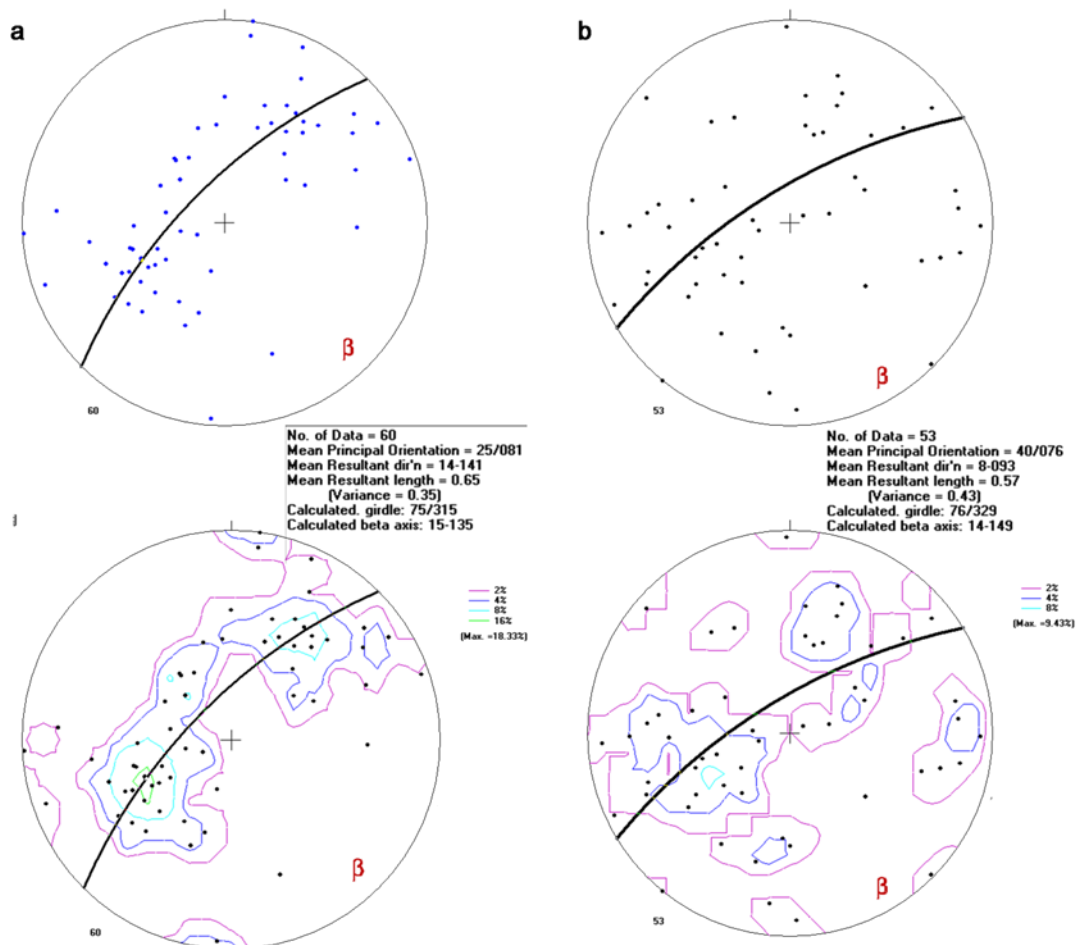 a
b
β
β
60
53
No. of Data = 60
Mean Principal Orientation = 25/081
Mean Resultant dir'n = 14-141
Mean Resultant length = 0.65
(Variance = 0.35)
Calculated. girdle: 75/315
Calculated beta axis: 15-135
No. of Data = 53
Mean Principal Orientation = 40/076
Mean Resultant dir'n = 8-093
Mean Resultant length = 0.57
(Variance = 0.43)
Calculated. girdle: 76/329
Calculated beta axis: 14-149
2%
4%
8%
16%
(Max. =18.33%)
2%
4%
8%
(Max. =9.43%)
β
β
60
53